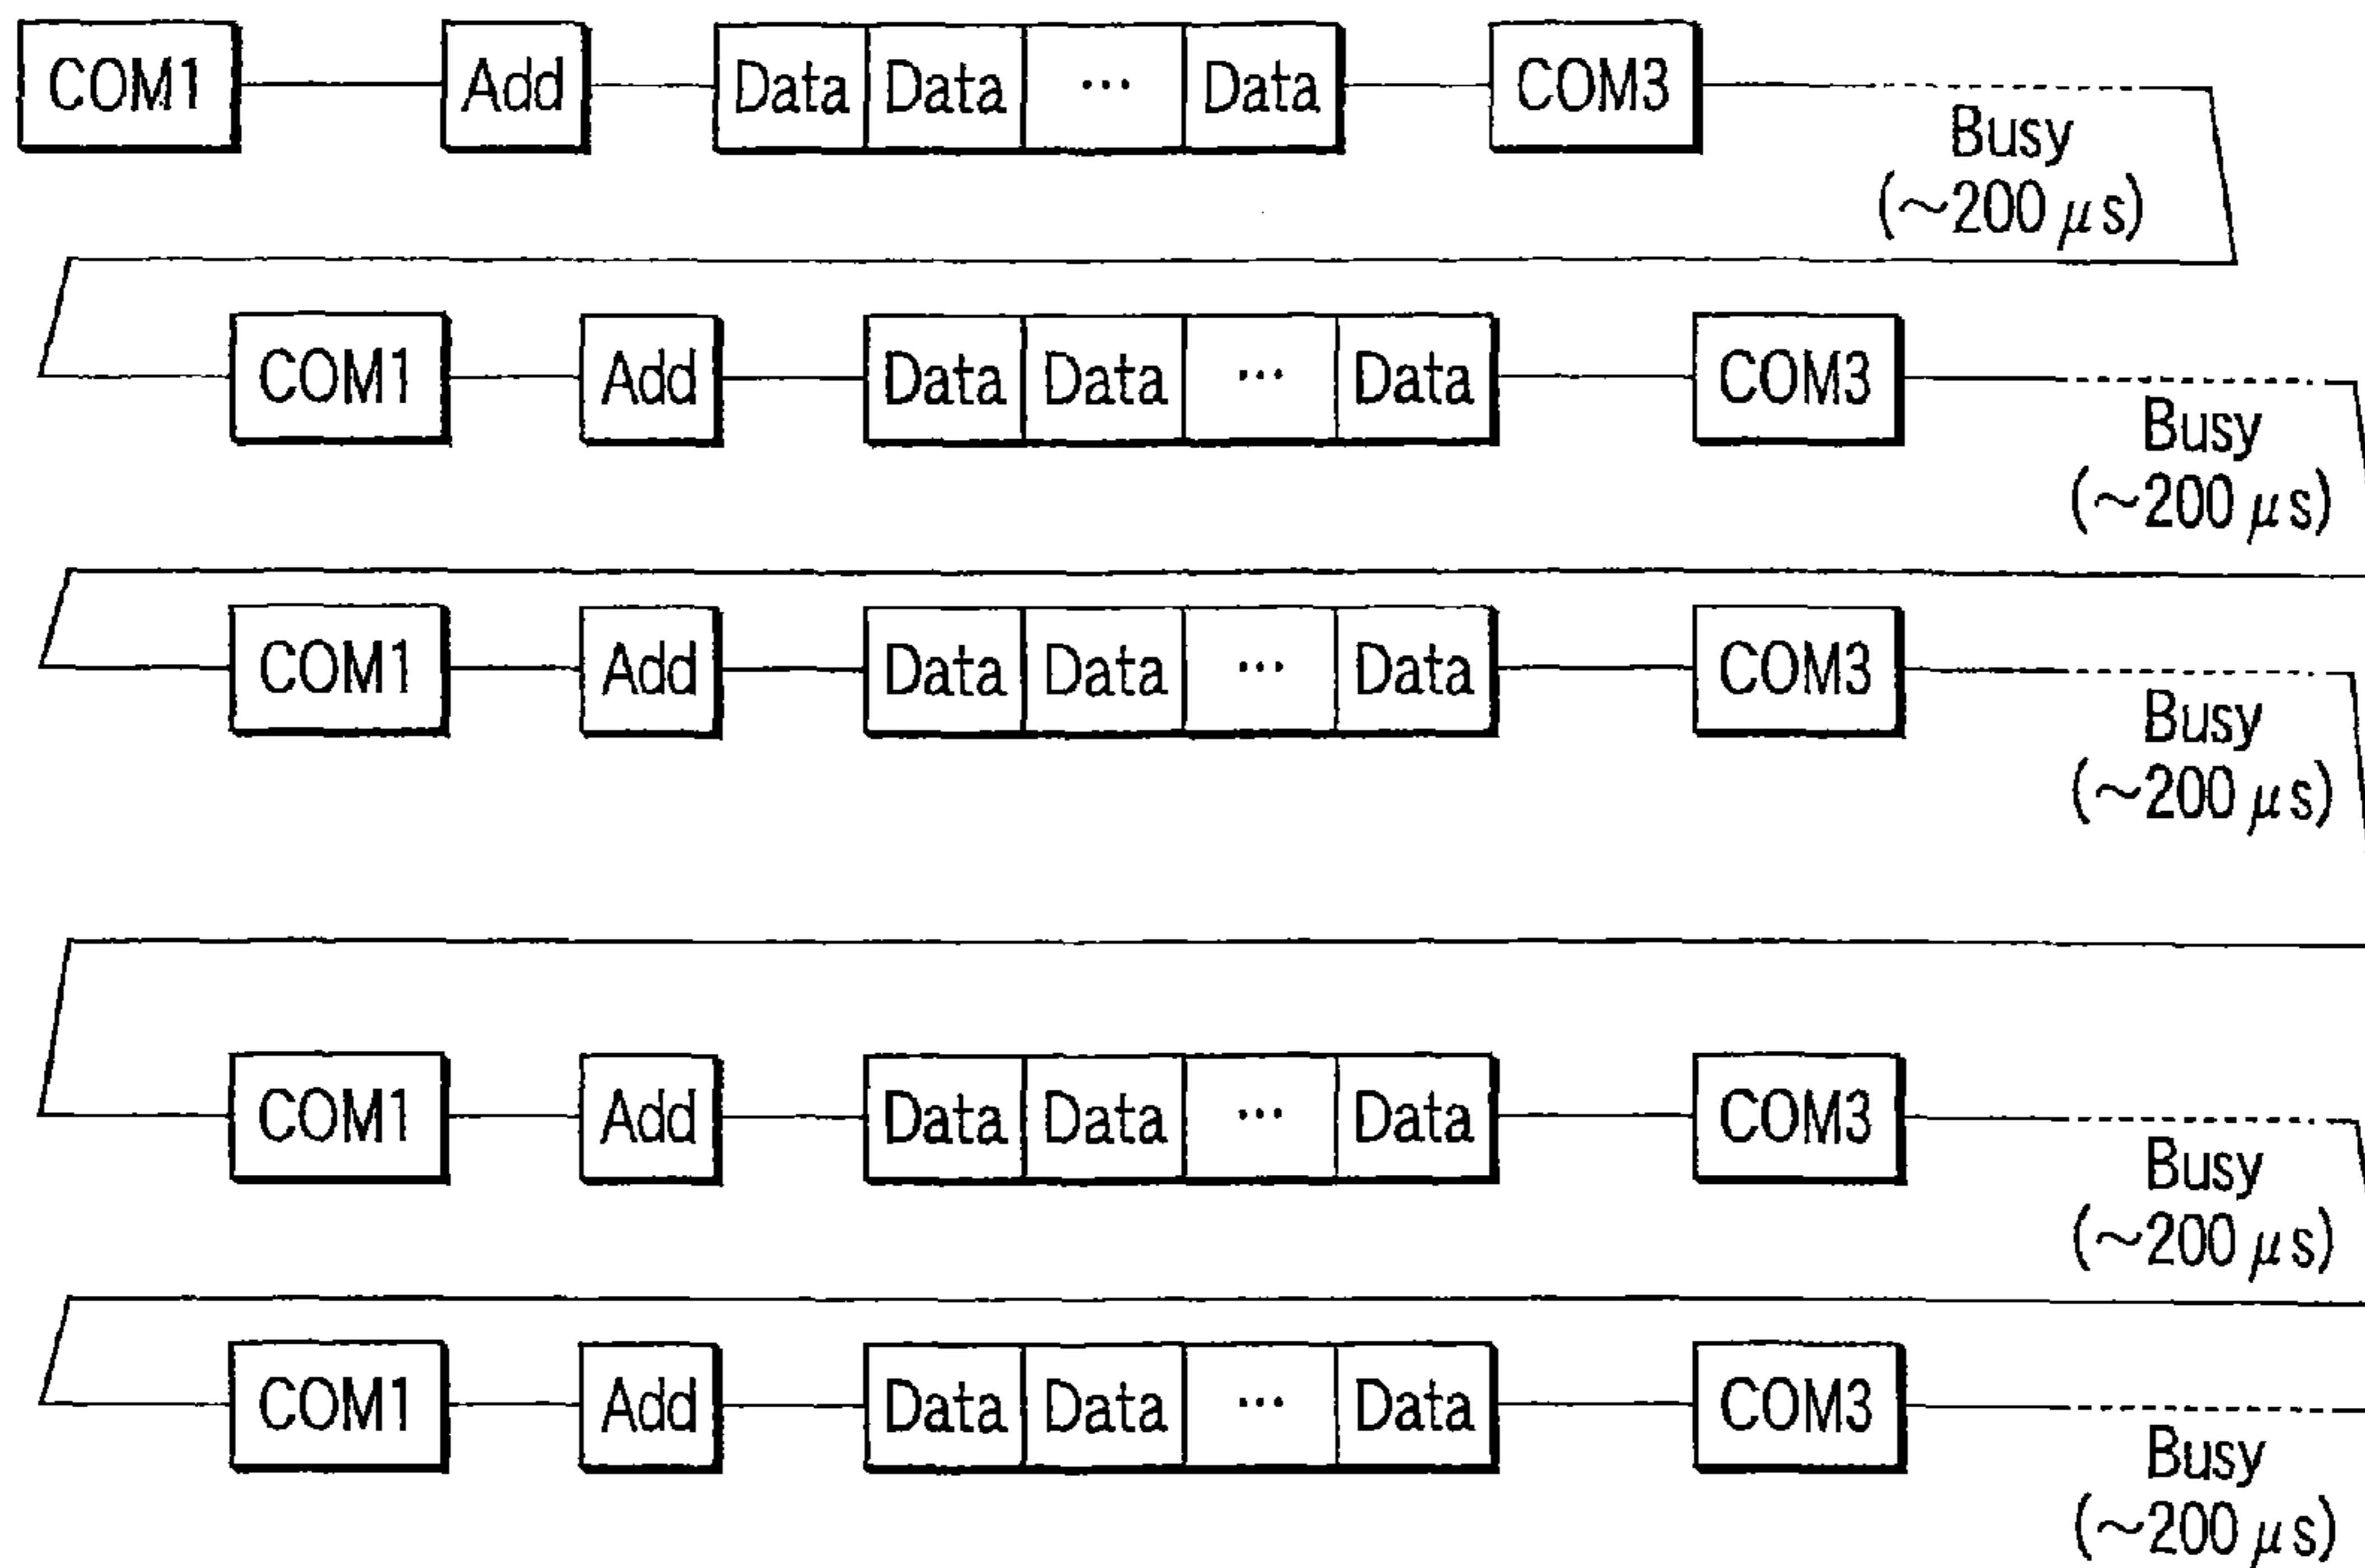 COM1 Add Data Data ... Data COM3
Busy
(~200 μs)
COM1 Add Data Data ... Data COM3
Busy
(~200 μs)
COM1 Add Data Data ... Data COM3
Busy
(~200 μs)
COM1 Add Data Data ... Data COM3
Busy
(~200 μs)
COM1 Add Data Data ... Data COM3
Busy
(~200 μs)